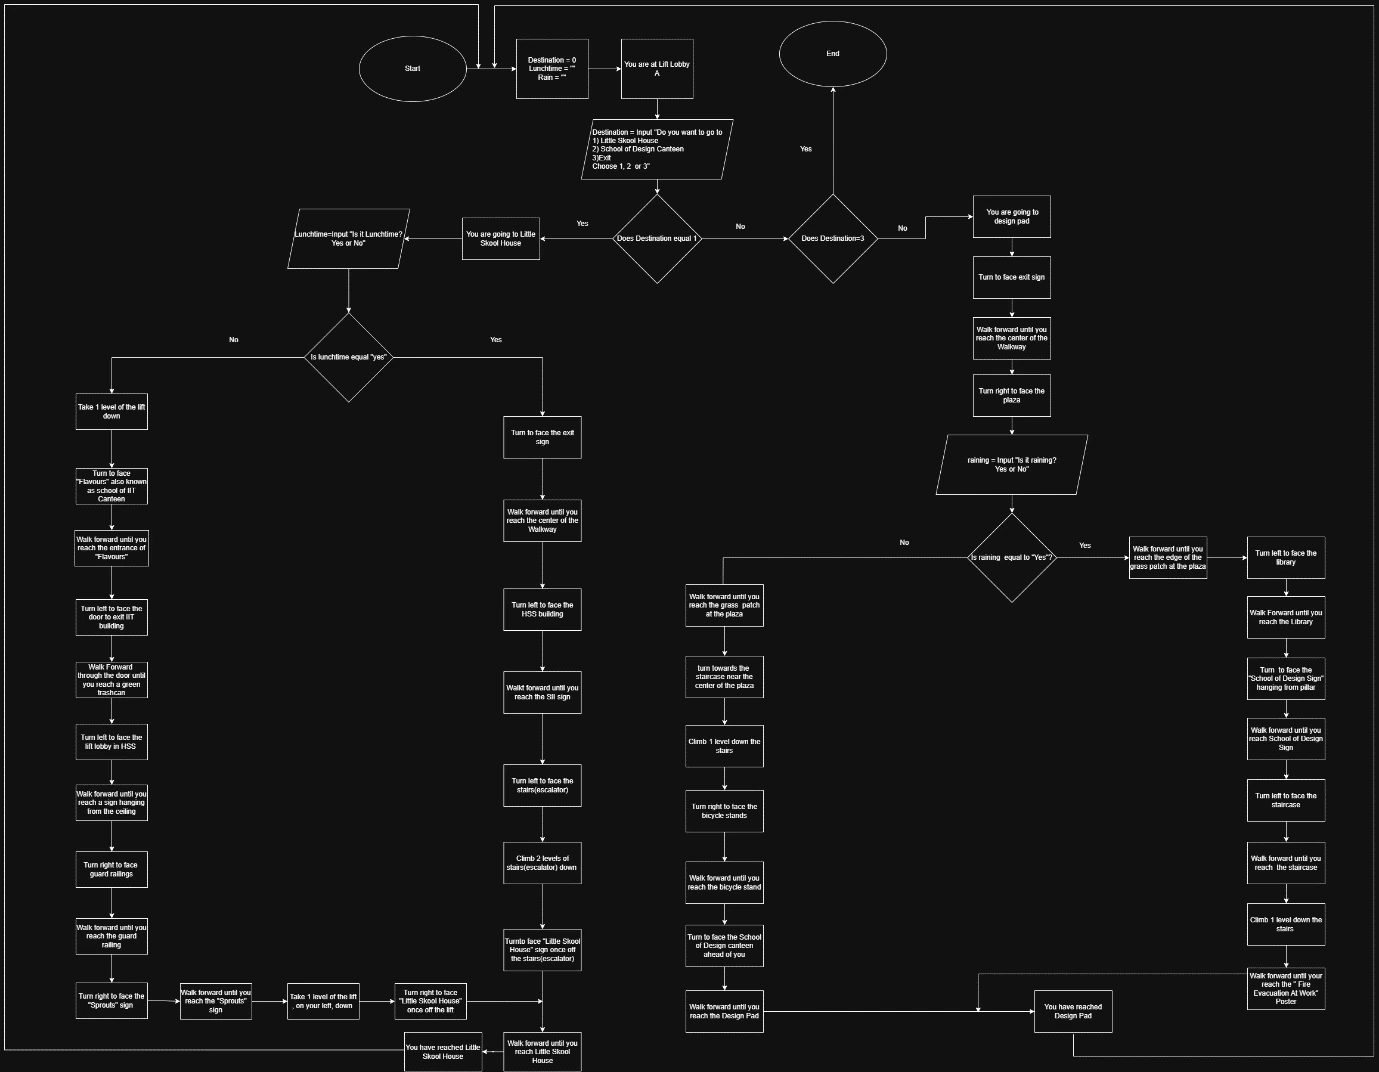 Start
Destination = 0
Lunchtime = ""
Rain = ""
You are at Lift Lobby
A
End
Destination = Input "Do you want to go to
1) Little Skool House
2) School of Design Canteen
3)Exit
Choose 1, 2 or 3"
Yes
Does Destination equal 1
No
Does Destination=3
No
You are going to
design pad
Yes
You are going to Little
Skool House
Lunchtime=Input "Is it Lunchtime?
Yes or No"
Is lunchtime equal "yes"
No
Yes
Take 1 level of the lift
down
Turn to face
"Flavours" also known
as school of IIT
Canteen
Walk forward until you
reach the entrance of
"Flavours"
Turn left to face the
door to exit IIT
building
Walk Forward
through the door until
you reach a green
trashcan
Turn left to face the
lift lobby in HSS
Walk forward until you
reach a sign hanging
from the ceiling
Turn right to face
guard railings
Walk forward until you
reach the guard
railing
Turn right to face the
"Sprouts" sign
Walk forward until you
reach the "Sprouts"
sign
Take 1 level of the lift
, on your left, down
Turn right to face
"Little Skool House"
once off the lift
Turn to face the exit
sign
Walk forward until you
reach the center of the
Walkway
Turn left to face the
HSS building
Walkt forward until you
reach the SII sign
Turn left to face the
stairs(escalator)
Climb 2 levels of
stairs(escalator) down
Turnto face "Little Skool
House" sign once off
the stairs(escalator)
Walk forward until you
reach Little Skool
House
You have reached Little
Skool House
Turn to face exit sign
Walk forward until you
reach the center of the
Walkway
Turn right to face the
plaza
raining = Input "Is it raining?
Yes or No"
Is raining equal to "Yes"?
No
Yes
Walk forward until you
reach the grass patch
at the plaza
turn towards the
staircase near the
center of the plaza
Climb 1 level down the
stairs
Turn right to face the
bicycle stands
Walk forward until you
reach the bicycle stand
Turn to face the School
of Design canteen
ahead of you
Walk forward until you
reach the Design Pad
Walk forward until you
reach the edge of the
grass patch at the plaza
Turn left to face the
library
Walk Forward until you
reach the Library
Turn to face the
"School of Design Sign"
hanging from pillar
Walk forward until you
reach School of Design
Sign
Turn left to face the
staircase
Walk forward until you
reach the staircase
Climb 1 level down the
stairs
Walk forward until your
reach the " Fire
Evacuation At Work"
Poster
You have reached
Design Pad